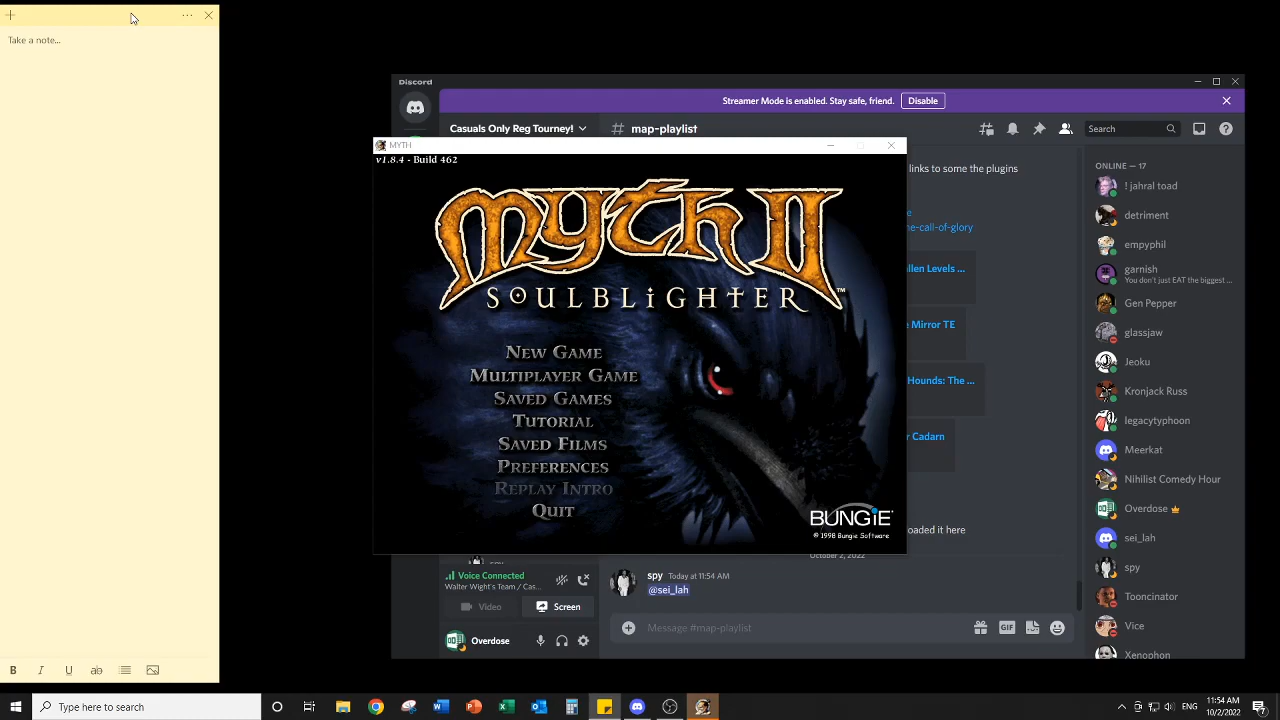 Take a note...
B I U ab
Discord
Streamer Mode is enabled. Stay safe, friend. Disable
Casuals Only Reg Tourney!
# map-playlist
Search
MYTH
v1.8.4 - Build 462
Myth II
SOULBLIGHTER™
NEW GAME
MULTIPLAYER GAME
SAVED GAMES
TUTORIAL
SAVED FILMS
PREFERENCES
REPLAY INTRO
QUIT
BUNGiE
© 1998 Bungie Software
links to some the plugins
e
ne-call-of-glory
llen Levels ...
e Mirror TE
Hounds: The ...
r Cadarn
oaded it here
October 2, 2022
spy Today at 11:54 AM
@sei_lah
Message #map-playlist
GIF
spy
Voice Connected
Walter Wight's Team / Cas...
Video
Screen
Overdose
ONLINE — 17
! jahral toad
detriment
empyphil
garnish
You don't just EAT the biggest ...
Gen Pepper
glassjaw
Jeoku
Kronjack Russ
legacytyphoon
Meerkat
Nihilist Comedy Hour
Overdose
sei_lah
spy
Tooncinator
Vice
Xenophon
Type here to search
ENG
11:54 AM
10/2/2022